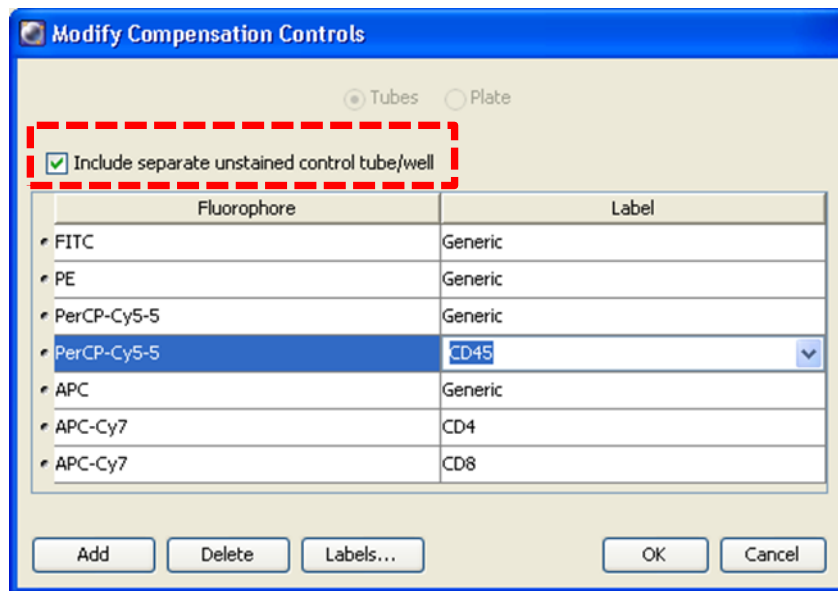 Modify Compensation Controls
Tubes Plate
Include separate unstained control tube/well
Fluorophore Label
FITC Generic
PE Generic
PerCP-Cy5-5 Generic
PerCP-Cy5-5 CD45
APC Generic
APC-Cy7 CD4
APC-Cy7 CD8
Add Delete Labels... OK Cancel